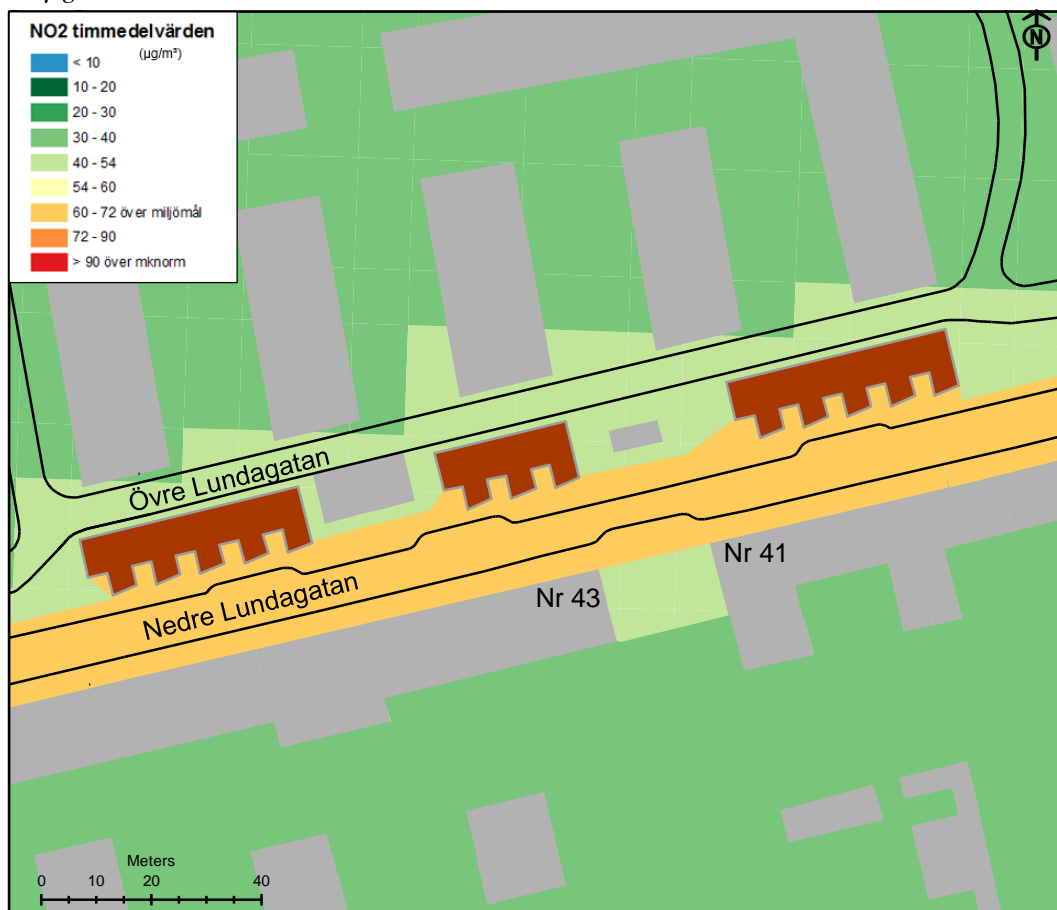 NO2 timmedelvärden
(µg/m³)
< 10
10 - 20
20 - 30
30 - 40
40 - 54
54 - 60
60 - 72 över miljömål
72 - 90
> 90 över mknorm
N
Övre Lundagatan
Nr 41
Nr 43
Nedre Lundagatan
Meters
0 10 20 40